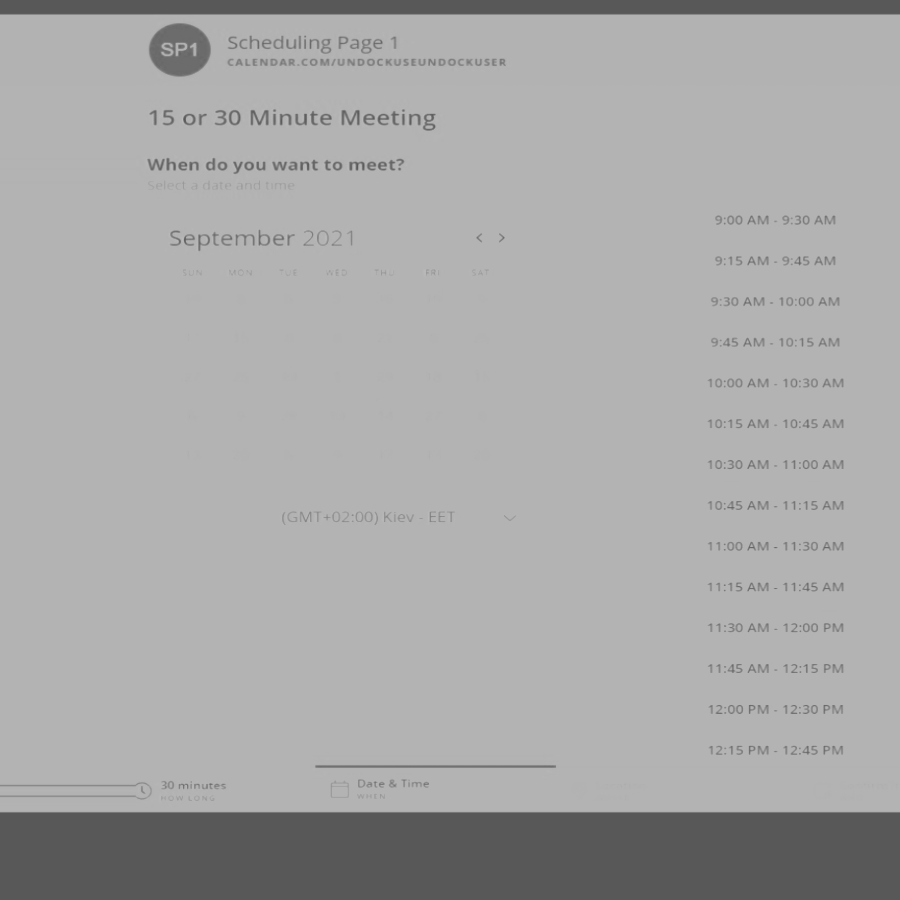 SP1
Scheduling Page 1
CALENDAR.COM/UNDOCKUSEUNDOCKUSER
15 or 30 Minute Meeting
When do you want to meet?
Select a date and time
September 2021
< >
SUN MON TUE WED THU FRI SAT
(GMT+02:00) Kiev - EET
9:00 AM - 9:30 AM
9:15 AM - 9:45 AM
9:30 AM - 10:00 AM
9:45 AM - 10:15 AM
10:00 AM - 10:30 AM
10:15 AM - 10:45 AM
10:30 AM - 11:00 AM
10:45 AM - 11:15 AM
11:00 AM - 11:30 AM
11:15 AM - 11:45 AM
11:30 AM - 12:00 PM
11:45 AM - 12:15 PM
12:00 PM - 12:30 PM
12:15 PM - 12:45 PM
30 minutes
HOW LONG
Date & Time
WHEN